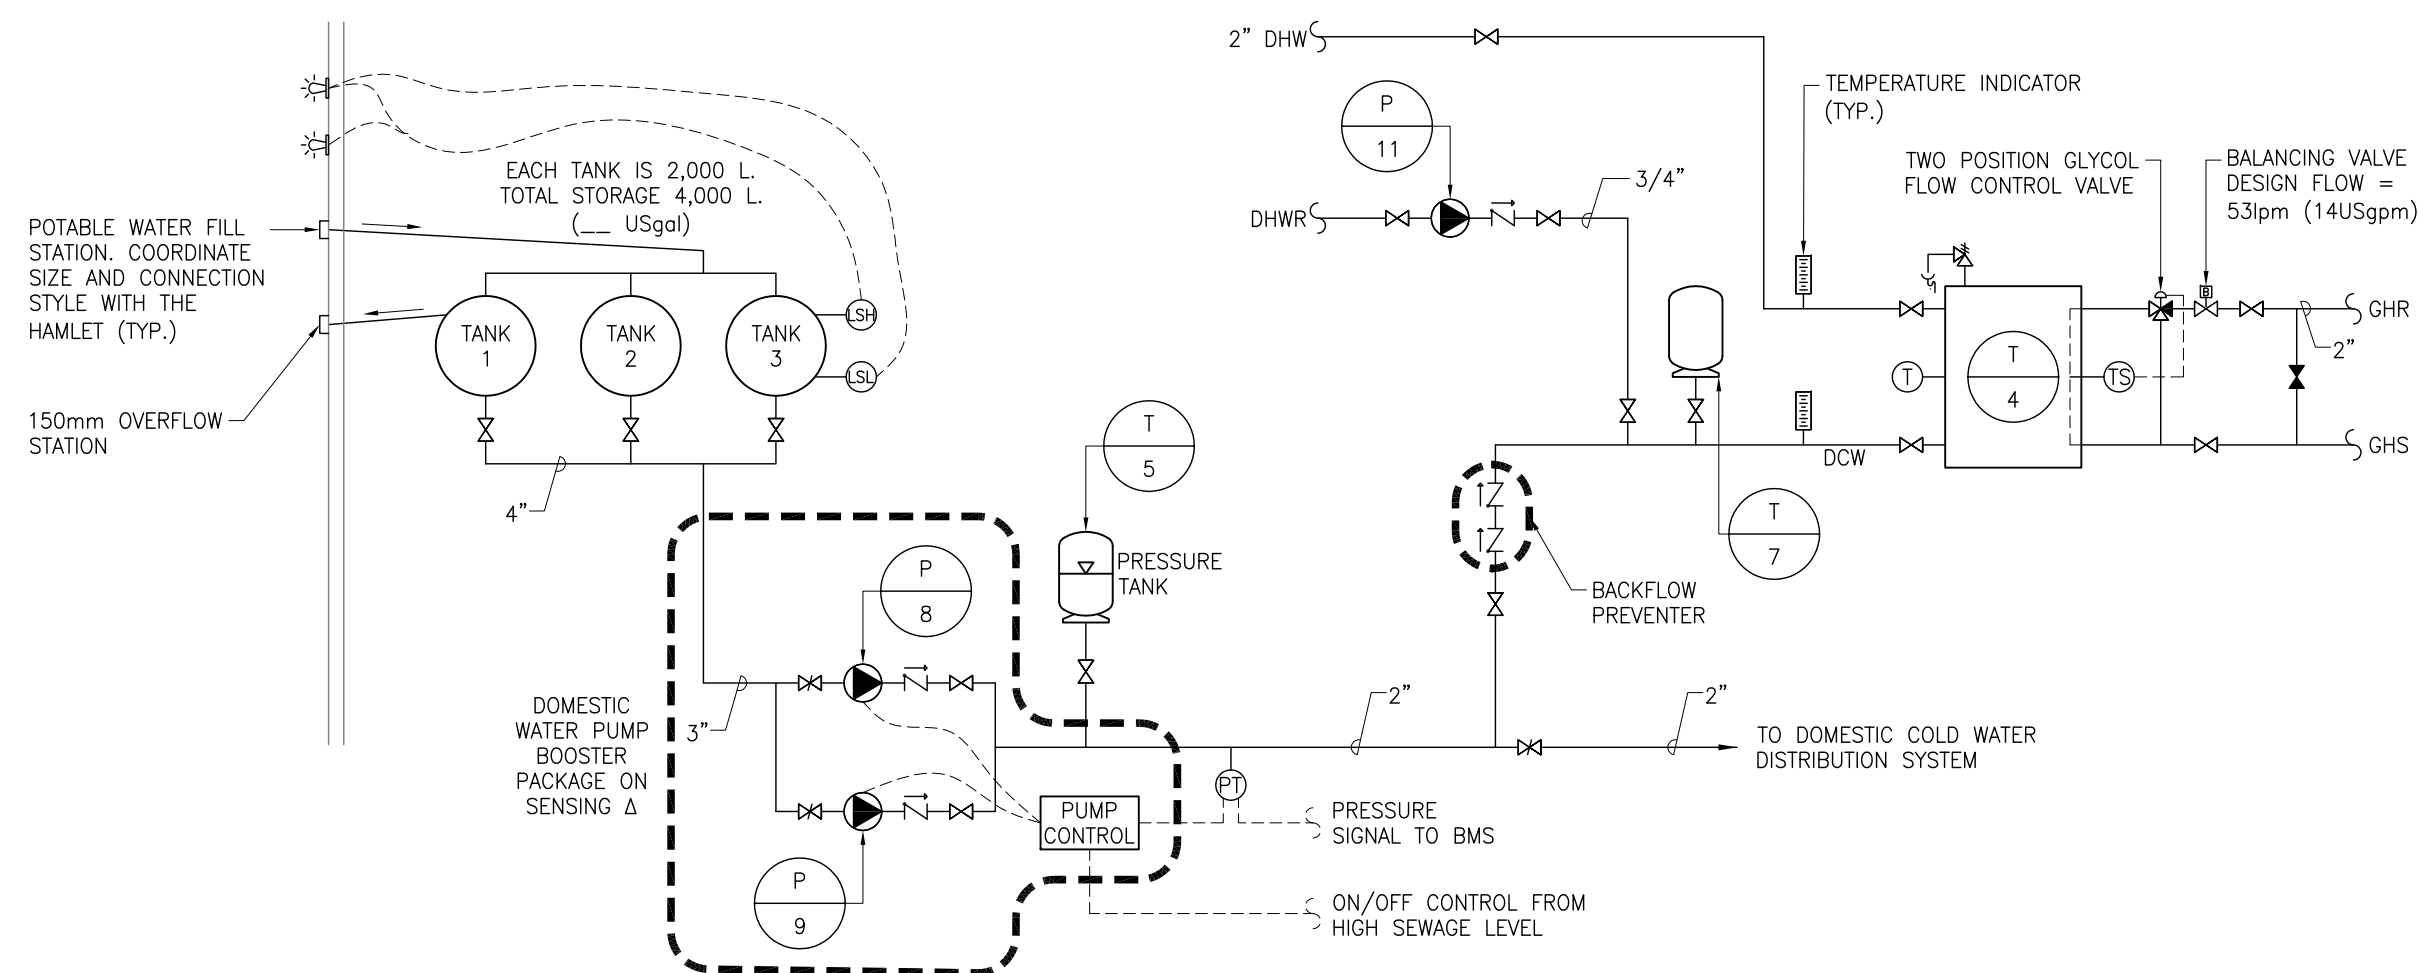 2” DHW
TEMPERATURE INDICATOR
(TYP.)
P
11
TWO POSITION GLYCOL
FLOW CONTROL VALVE
BALANCING VALVE
DESIGN FLOW =
53lpm (14USgpm)
EACH TANK IS 2,000 L.
TOTAL STORAGE 4,000 L.
(__ USgal)
3/4”
DHWR
POTABLE WATER FILL
STATION. COORDINATE
SIZE AND CONNECTION
STYLE WITH THE
HAMLET (TYP.)
B
GHR
LSH
TANK
1
TANK
2
TANK
3
LSL
2”
T
T
4
TS
150mm OVERFLOW
STATION
T
5
DCW
GHS
4”
T
7
P
8
PRESSURE
TANK
BACKFLOW
PREVENTER
DOMESTIC
WATER PUMP
BOOSTER
PACKAGE ON
SENSING Δ
3”
2”
2”
TO DOMESTIC COLD WATER
DISTRIBUTION SYSTEM
PT
PUMP
CONTROL
PRESSURE
SIGNAL TO BMS
P
9
ON/OFF CONTROL FROM
HIGH SEWAGE LEVEL